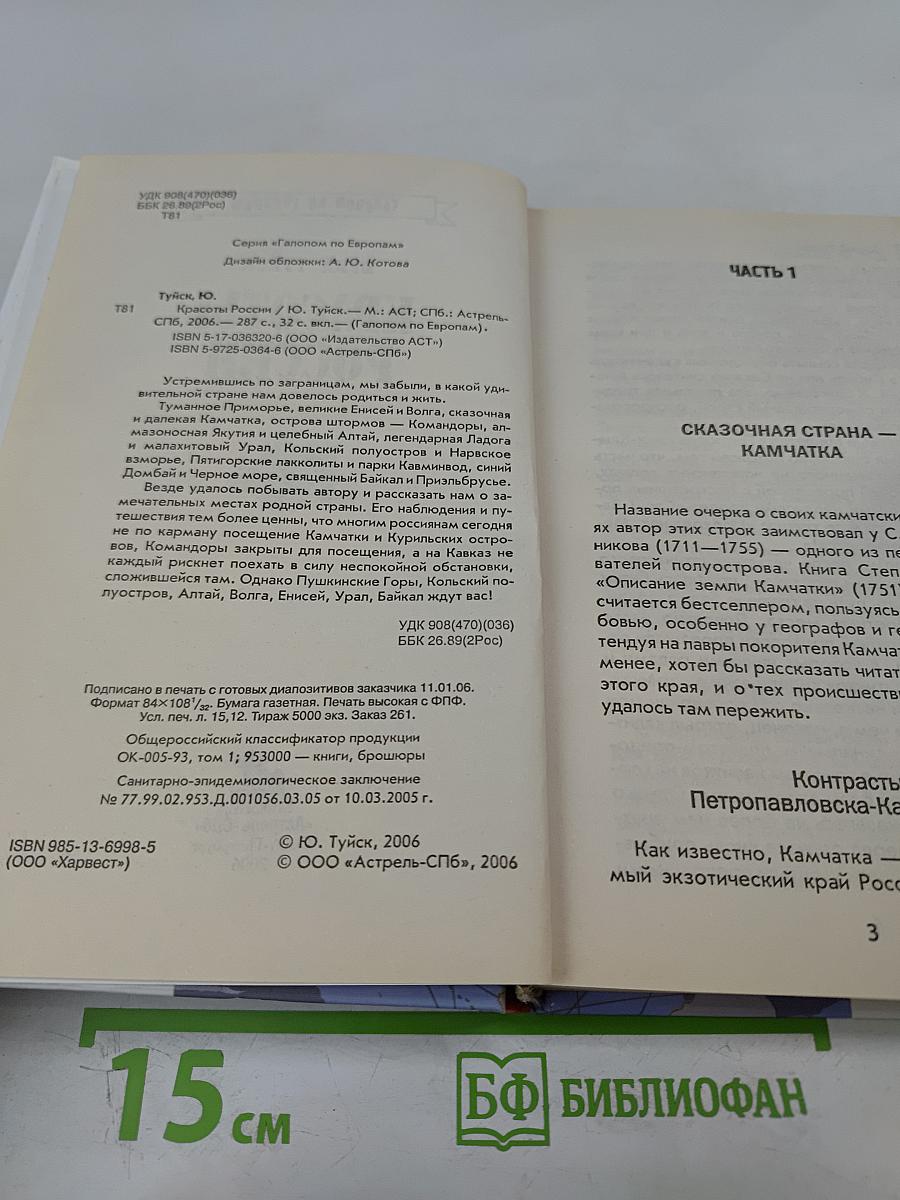 УДК 908(470)(036)
ББК 26.89(2Рос)
Т81
Серия «Галопом по Европам»
Дизайн обложки: А. Ю. Котова
Туйск, Ю.
Т81 Красоты России / Ю. Туйск.— М.: АСТ; СПб.: Астрель-
СПб, 2006.— 287 с., 32 с. вкл.— (Галопом по Европам).
ISBN 5-17-036320-6 (ООО «Издательство АСТ»)
ISBN 5-9725-0364-6 (ООО «Астрель-СПб»)
Устремившись по заграницам, мы забыли, в какой уди-
вительной стране нам довелось родиться и жить.
Туманное Приморье, великие Енисей и Волга, сказочная
и далекая Камчатка, острова штормов — Командоры, ал-
мазоносная Якутия и целебный Алтай, легендарная Ладога
и малахитовый Урал, Кольский полуостров и Нарвское
взморье, Пятигорские лакколиты и парки Кавминвод, синий
Домбай и Черное море, священный Байкал и Приэльбрусье.
Везде удалось побывать автору и рассказать нам о за-
мечательных местах родной страны. Его наблюдения и пу-
тешествия тем более ценны, что многим россиянам сегодня
не по карману посещение Камчатки и Курильских остро-
вов, Командоры закрыты для посещения, а на Кавказ не
каждый рискнет поехать в силу неспокойной обстановки,
сложившейся там. Однако Пушкинские Горы, Кольский по-
луостров, Алтай, Волга, Енисей, Урал, Байкал ждут вас!
УДК 908(470)(036)
ББК 26.89(2Рос)
Подписано в печать с готовых диапозитивов заказчика 11.01.06.
Формат 84×108 1/32. Бумага газетная. Печать высокая с ФПФ.
Усл. печ. л. 15,12. Тираж 5000 экз. Заказ 261.
Общероссийский классификатор продукции
ОК-005-93, том 1; 953000 — книги, брошюры
Санитарно-эпидемиологическое заключение
№ 77.99.02.953.Д.001056.03.05 от 10.03.2005 г.
ISBN 985-13-6998-5
(ООО «Харвест»)
© Ю. Туйск, 2006
© ООО «Астрель-СПб», 2006
ЧАСТЬ 1
СКАЗОЧНАЯ СТРАНА —
КАМЧАТКА
Название очерка о своих камчатски
ях автор этих строк заимствовал у С.
никова (1711—1755) — одного из пе
вателей полуострова. Книга Степ
«Описание земли Камчатки» (1751)
считается бестселлером, пользуясь
бовью, особенно у географов и ге
тендуя на лавры покорителя Камча
менее, хотел бы рассказать читат
этого края, и о тех происшестви
удалось там пережить.
Контрасты
Петропавловска-Ка
Как известно, Камчатка —
мый экзотический край Росс
3
15 см
БФ БИБЛИОФАН